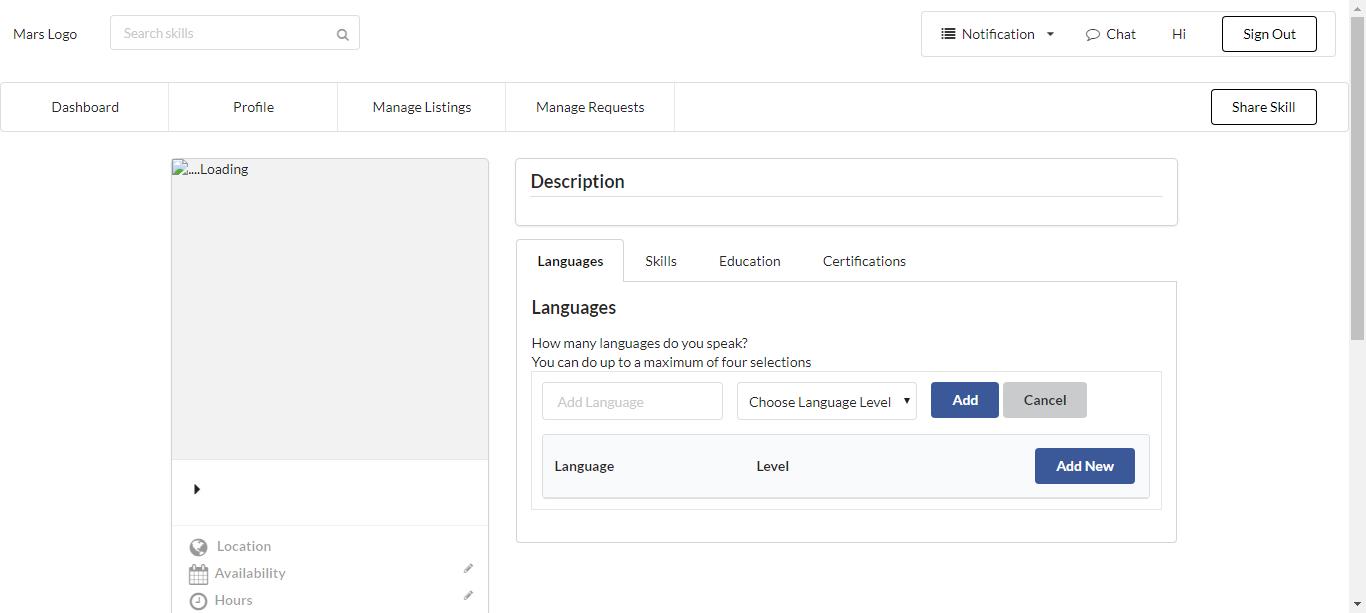 Mars Logo
Search skills
Notification
Chat
Hi
Sign Out
Dashboard
Profile
Manage Listings
Manage Requests
Share Skill
....Loading
Description
Languages
Skills
Education
Certifications
Languages
How many languages do you speak?
You can do up to a maximum of four selections
Add Language
Choose Language Level
Add
Cancel
Language
Level
Add New
Location
Availability
Hours